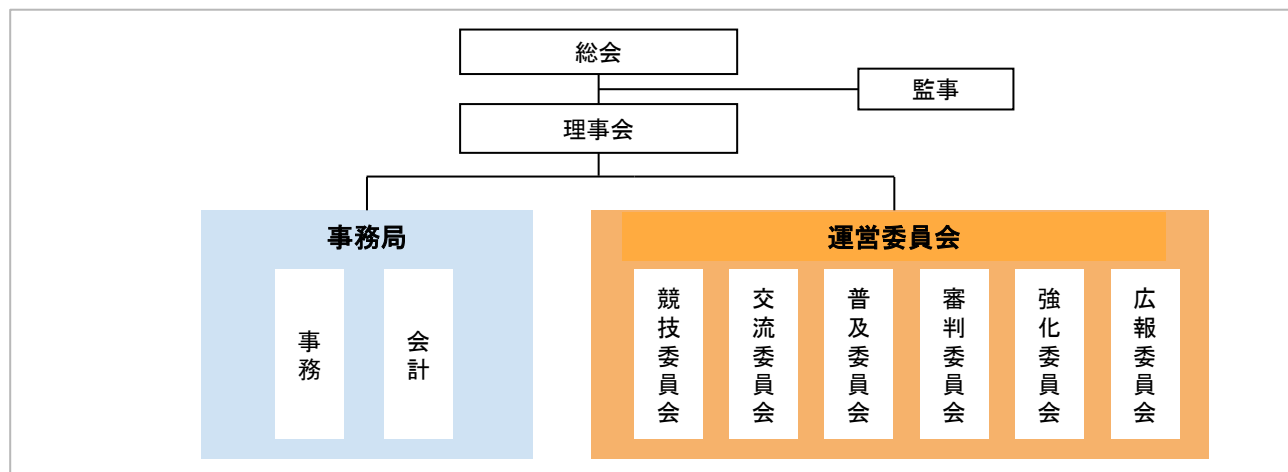 総会
監事
理事会
事務局
運営委員会
事務
会計
競技委員会
交流委員会
普及委員会
審判委員会
強化委員会
広報委員会